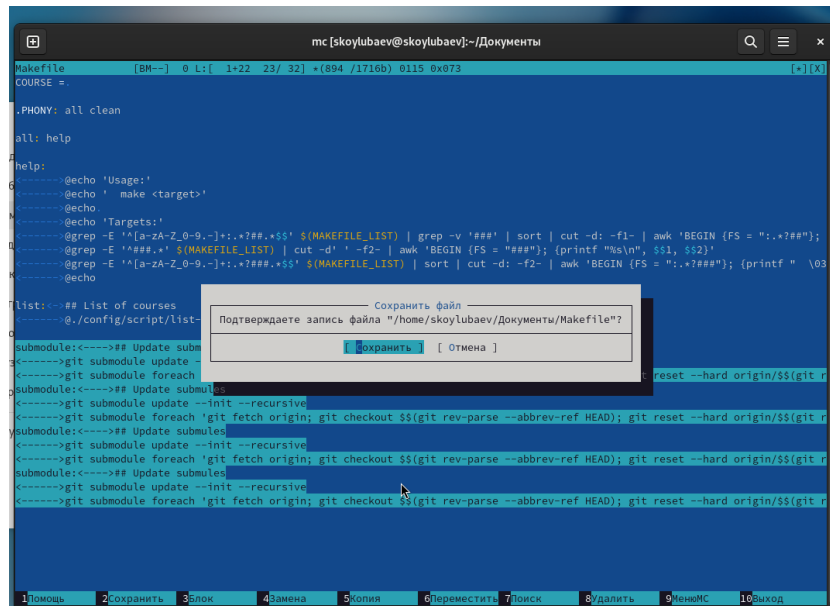 mc [skoylubaev@skoylubaev]:~/Документы
Makefile [BM--] 0 L:[ 1+22 23/ 32] *(894 /1716b) 0115 0x073 [*][X]
COURSE =.
.PHONY: all clean
all: help
help:
<------>@echo 'Usage:'
<------>@echo ' make <target>'
<------>@echo.
<------>@echo 'Targets:'
<------>@grep -E '^[a-zA-Z_0-9.-]+:.*?##.*$$' $(MAKEFILE_LIST) | grep -v '###' | sort | cut -d: -f1- | awk 'BEGIN {FS = ":.*?##"};
<------>@grep -E '^###.*' $(MAKEFILE_LIST) | cut -d' ' -f2- | awk 'BEGIN {FS = "###"}; {printf "%s\n", $$1, $$2}'
<------>@grep -E '^[a-zA-Z_0-9.-]+:.*?###.*$$' $(MAKEFILE_LIST) | sort | cut -d: -f2- | awk 'BEGIN {FS = ":.*?###"}; {printf " \03
<------>@echo
list:<->## List of courses
<------>@./config/script/list-
Сохранить файл
Подтверждаете запись файла "/home/skoylubaev/Документы/Makefile"?
[ Сохранить ] [ Отмена ]
submodule:<---->## Update subm
<------>git submodule update -
<------>git submodule foreach t reset --hard origin/$$(git r
submodule:<---->## Update submules
<------>git submodule update --init --recursive
<------>git submodule foreach 'git fetch origin; git checkout $$(git rev-parse --abbrev-ref HEAD); git reset --hard origin/$$(git r
submodule:<---->## Update submules
<------>git submodule update --init --recursive
<------>git submodule foreach 'git fetch origin; git checkout $$(git rev-parse --abbrev-ref HEAD); git reset --hard origin/$$(git r
submodule:<---->## Update submules
<------>git submodule update --init --recursive
<------>git submodule foreach 'git fetch origin; git checkout $$(git rev-parse --abbrev-ref HEAD); git reset --hard origin/$$(git r
1Помощь 2Сохранить 3Блок 4Замена 5Копия 6Переместить 7Поиск 8Удалить 9МенюMC 10Выход